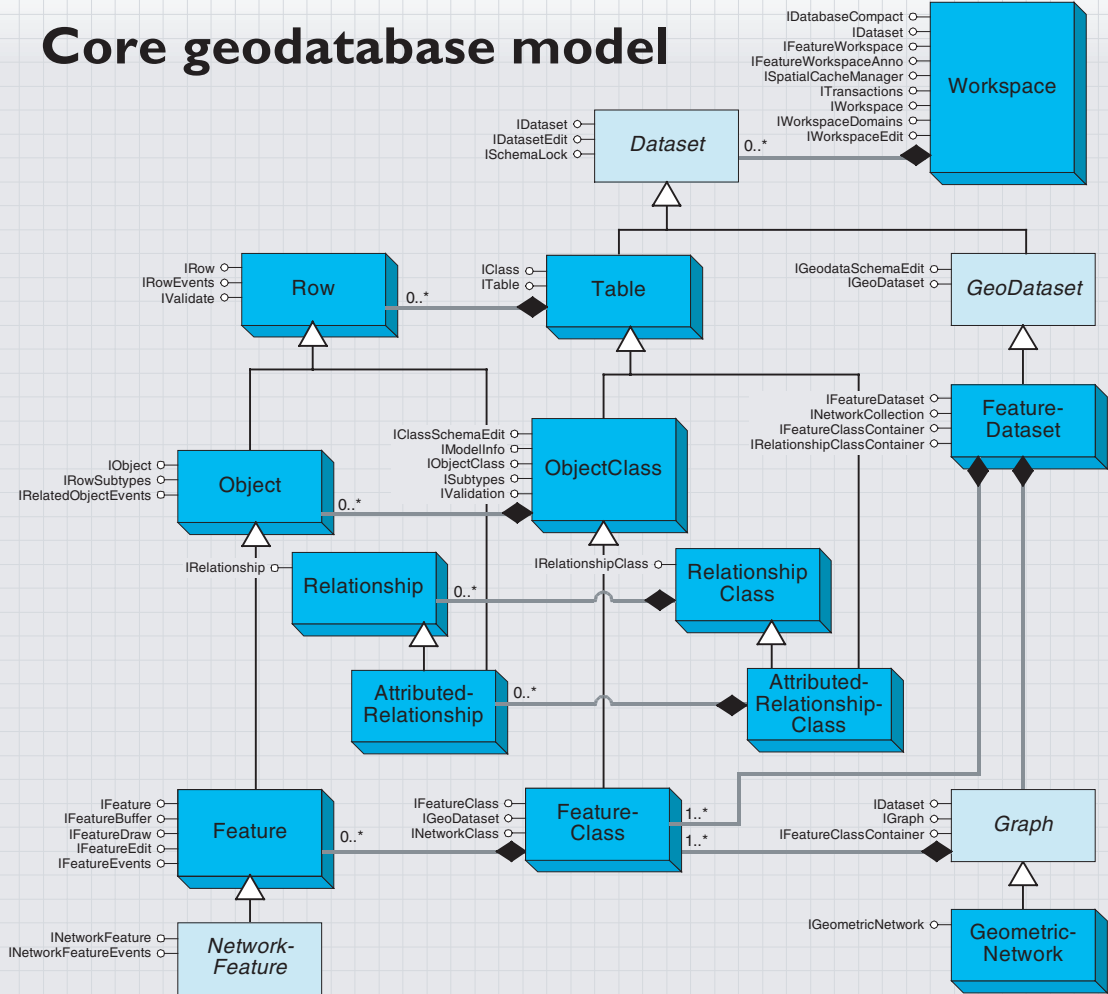 Core geodatabase model
IDatabaseCompact
IDataset
IFeatureWorkspace
IFeatureWorkspaceAnno
ISpatialCacheManager
ITransactions
IWorkspace
IWorkspaceDomains
IWorkspaceEdit
Workspace
IDataset
IDatasetEdit
ISchemaLock
Dataset
0..*
IRow
IRowEvents
IValidate
Row
0..*
IClass
ITable
Table
IGeodataSchemaEdit
IGeoDataset
GeoDataset
IFeatureDataset
INetworkCollection
IFeatureClassContainer
IRelationshipClassContainer
Feature-
Dataset
IObject
IRowSubtypes
IRelatedObjectEvents
Object
0..*
IClassSchemaEdit
IModelInfo
IObjectClass
ISubtypes
IValidation
ObjectClass
IRelationship
Relationship
0..*
IRelationshipClass
Relationship
Class
Attributed-
Relationship
0..*
Attributed-
Relationship-
Class
IFeature
IFeatureBuffer
IFeatureDraw
IFeatureEdit
IFeatureEvents
Feature
0..*
IFeatureClass
IGeoDataset
INetworkClass
Feature-
Class
1..*
1..*
IDataset
IGraph
IFeatureClassContainer
Graph
INetworkFeature
INetworkFeatureEvents
Network-
Feature
IGeometricNetwork
Geometric-
Network